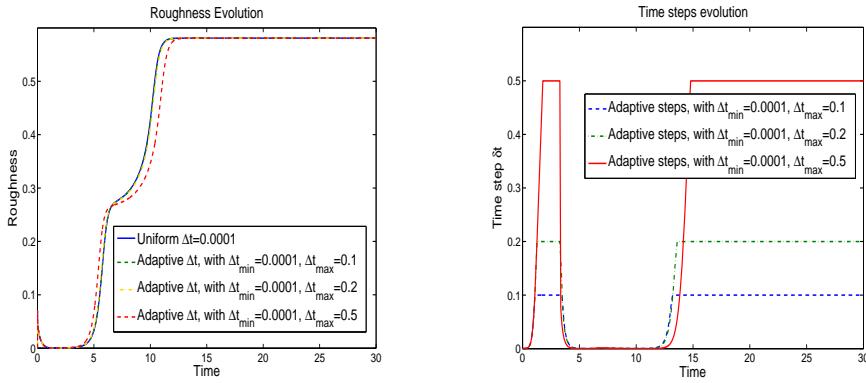 Roughness Evolution
Roughness
0.6
0.5
0.4
0.3
0.2
0.1
0
0 5 10 15 20 25 30
Time
Uniform Δt=0.0001
Adaptive Δt, with Δt_min=0.0001, Δt_max=0.1
Adaptive Δt, with Δt_min=0.0001, Δt_max=0.2
Adaptive Δt, with Δt_min=0.0001, Δt_max=0.5
Time steps evolution
Time step δt
0.6
0.5
0.4
0.3
0.2
0.1
0
0 5 10 15 20 25 30
Time
Adaptive steps, with Δt_min=0.0001, Δt_max=0.1
Adaptive steps, with Δt_min=0.0001, Δt_max=0.2
Adaptive steps, with Δt_min=0.0001, Δt_max=0.5